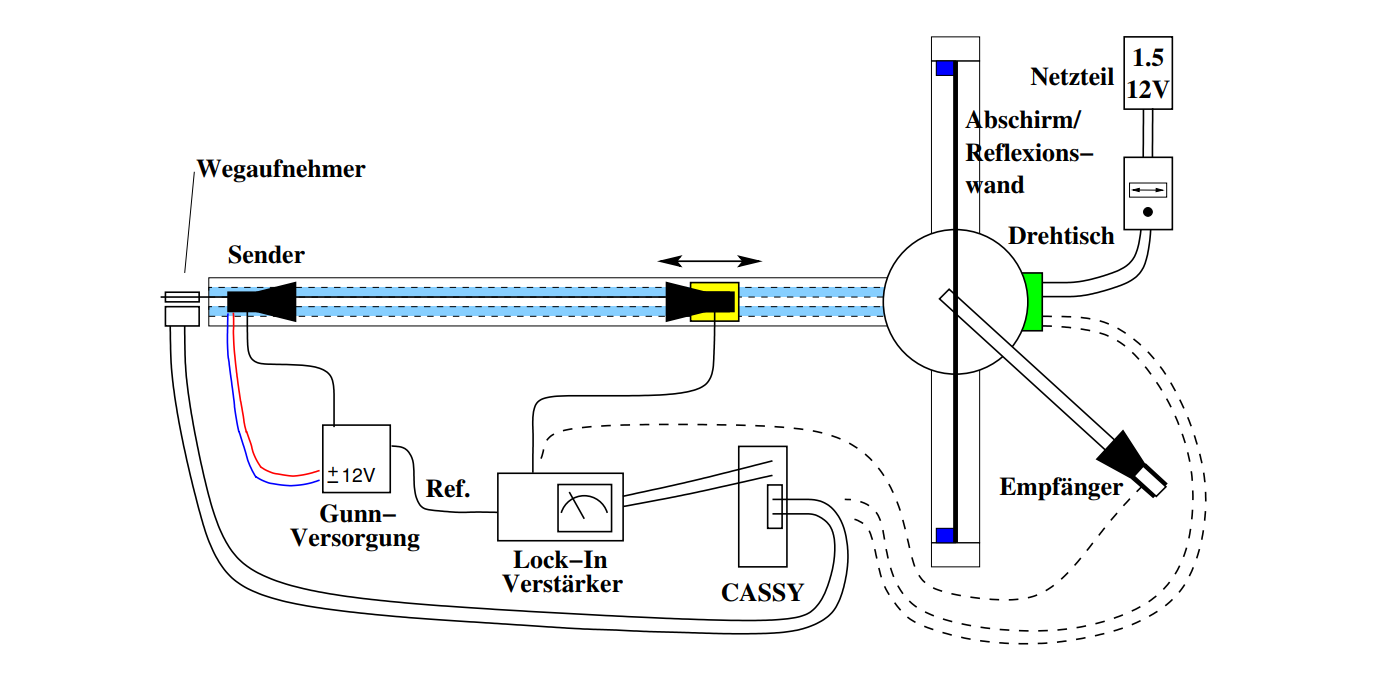 1.5
12V
Netzteil
Abschirm/
Reflexions–
wand
Wegaufnehmer
Drehtisch
Sender
± 12V
Gunn–
Versorgung
Ref.
Lock–In
Verstärker
CASSY
Empfänger